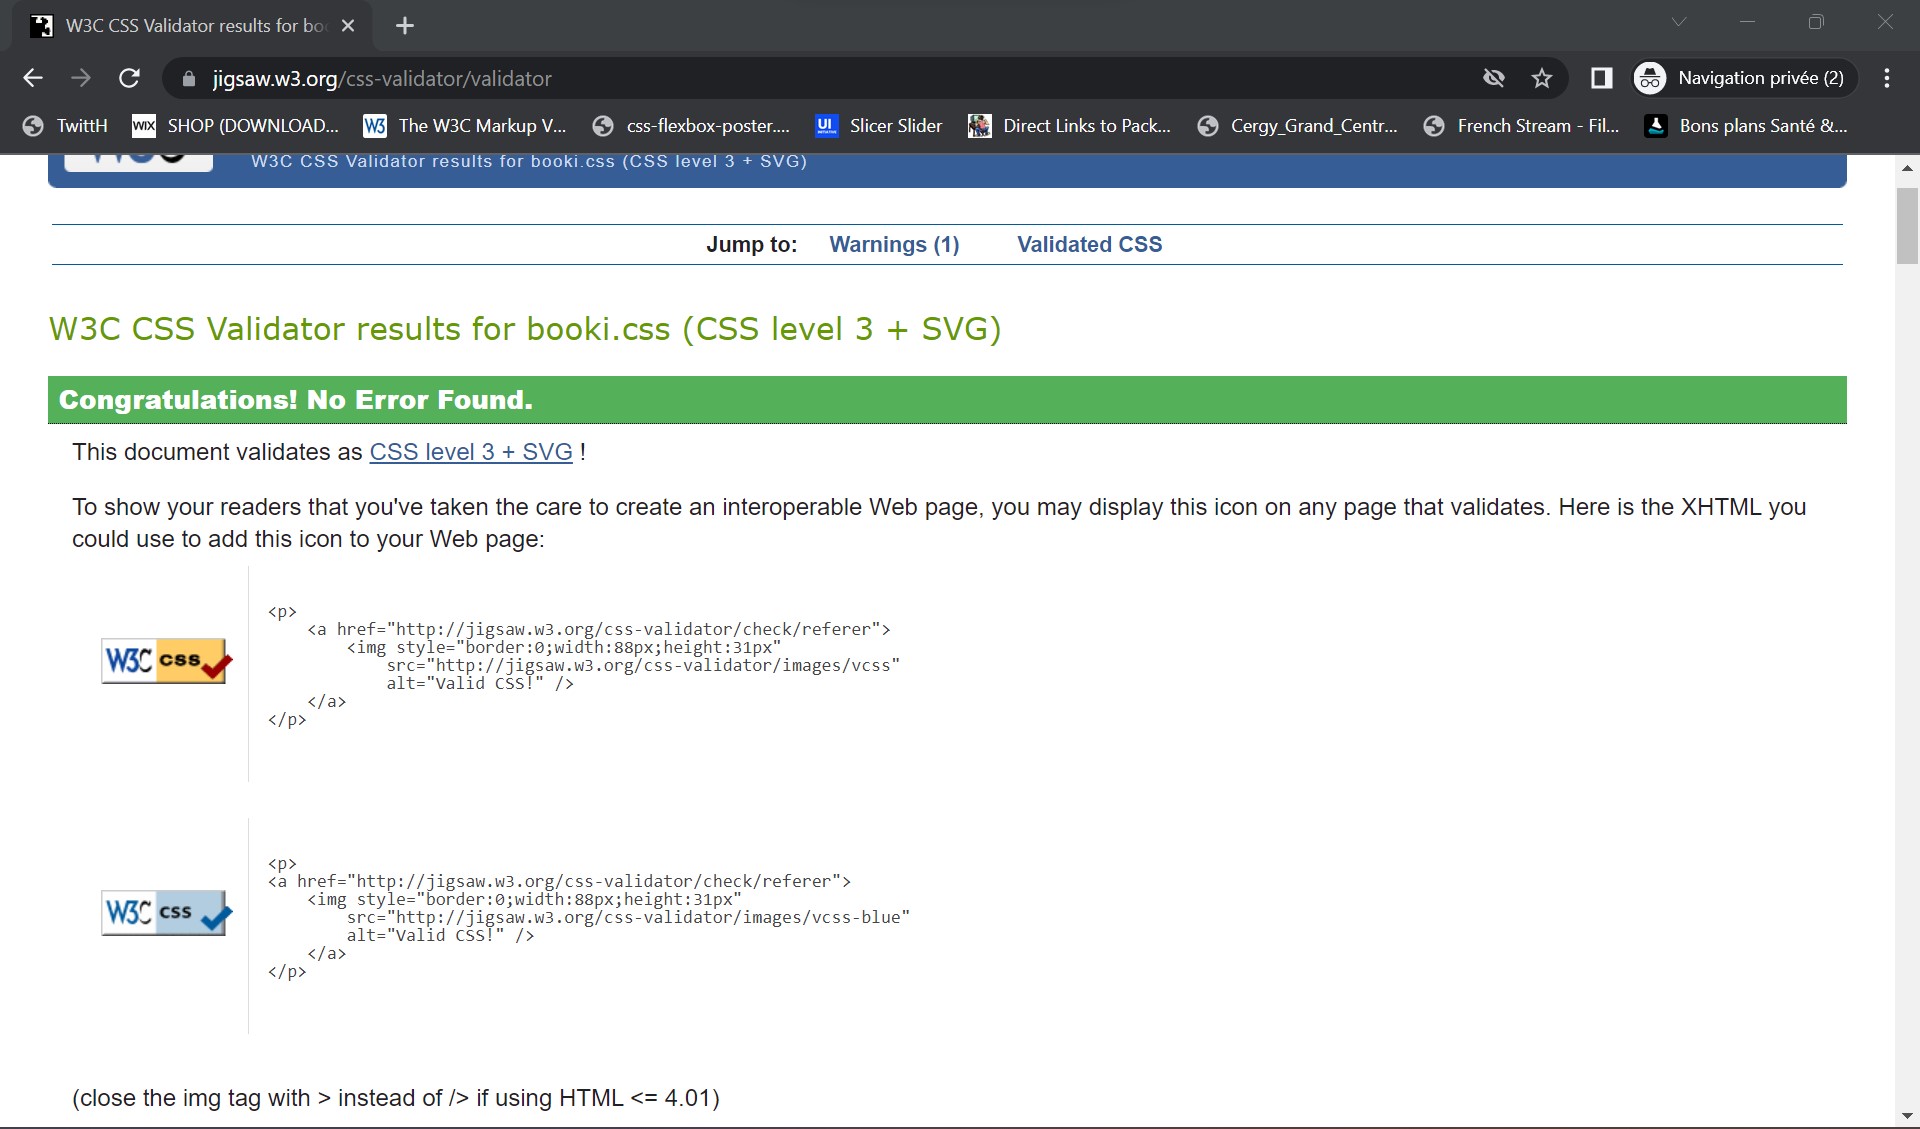 W3C CSS Validator results for bo
jigsaw.w3.org/css-validator/validator
Navigation privée (2)
TwittH
WIX SHOP (DOWNLOAD...
W3 The W3C Markup V...
css-flexbox-poster....
UI Slicer Slider
Direct Links to Pack...
Cergy_Grand_Centr...
French Stream - Fil...
Bons plans Santé &...
W3C CSS Validator results for booki.css (CSS level 3 + SVG)
Jump to: Warnings (1) Validated CSS
W3C CSS Validator results for booki.css (CSS level 3 + SVG)
Congratulations! No Error Found.
This document validates as CSS level 3 + SVG !
To show your readers that you've taken the care to create an interoperable Web page, you may display this icon on any page that validates. Here is the XHTML you
could use to add this icon to your Web page:
W3C css
<p>
<a href="http://jigsaw.w3.org/css-validator/check/referer">
<img style="border:0;width:88px;height:31px"
src="http://jigsaw.w3.org/css-validator/images/vcss"
alt="Valid CSS!" />
</a>
</p>
W3C css
<p>
<a href="http://jigsaw.w3.org/css-validator/check/referer">
<img style="border:0;width:88px;height:31px"
src="http://jigsaw.w3.org/css-validator/images/vcss-blue"
alt="Valid CSS!" />
</a>
</p>
(close the img tag with > instead of /> if using HTML <= 4.01)